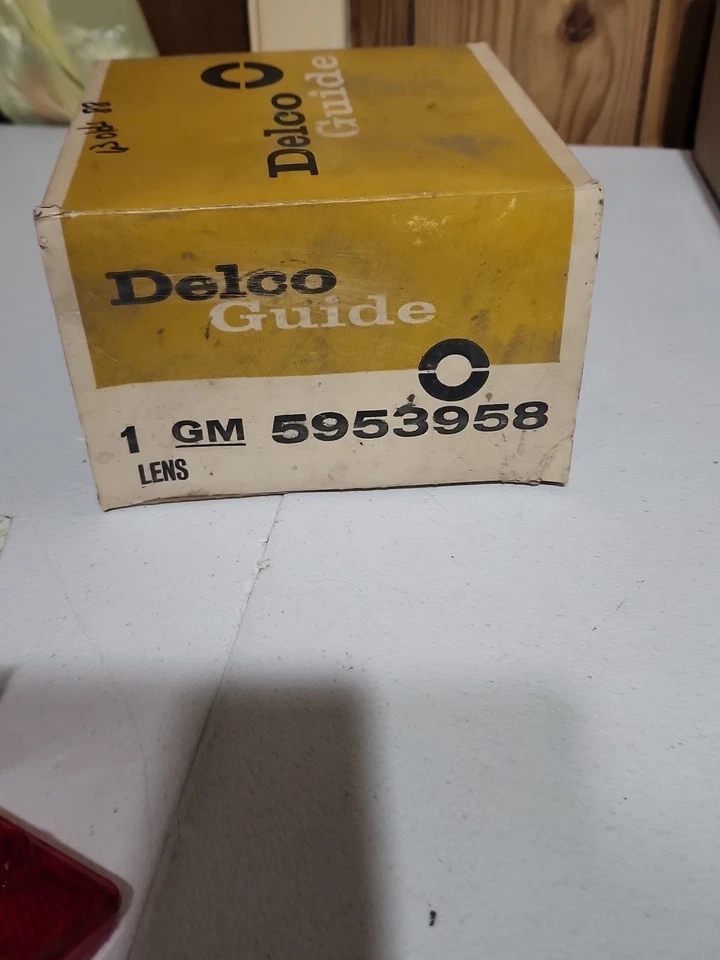 Delco
Guide
Delco
Guide
1 GM 5953958
LENS